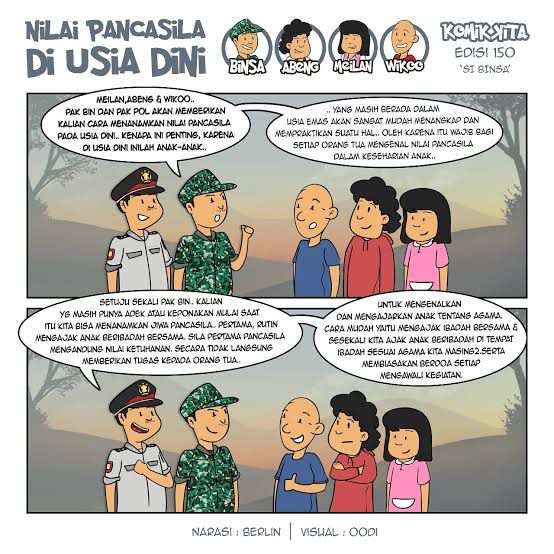 NILAI PANCASILA
DI USIA DINI
BINSA
ABENG
MEILAN
WIKOO
KOMIKKITA
EDISI 150
'SI BINSA'
MEILAN,ABENG & WIKOO..
PAK BIN DAN PAK POL AKAN MEMBERIKAN
KALIAN CARA MENANAMKAN NILAI PANCASILA
PADA USIA DINI.. KENAPA INI PENTING, KARENA
DI USIA DINI INILAH ANAK-ANAK..
.. YANG MASIH BERADA DALAM
USIA EMAS AKAN SANGAT MUDAH MENANGKAP DAN
MEMPRAKTIKAN SUATU HAL.. OLEH KARENA ITU WAJIB BAGI
SETIAP ORANG TUA MENGENAL NILAI PANCASILA
DALAM KESEHARIAN ANAK..
SETUJU SEKALI PAK BIN.. KALIAN
YG MASIH PUNYA ADEK ATAU KEPONAKAN MULAI SAAT
ITU KITA BISA MENANAMKAN JIWA PANCASILA.. PERTAMA, RUTIN
MENGAJAK ANAK BERIBADAH BERSAMA. SILA PERTAMA PANCASILA
MENGANDUNG NILAI KETUHANAN. SECARA TIDAK LANGSUNG
MEMBERIKAN TUGAS KEPADA ORANG TUA..
UNTUK MENGENALKAN
DAN MENGAJARKAN ANAK TENTANG AGAMA.
CARA MUDAH YAITU MENGAJAK IBADAH BERSAMA &
SESEKALI KITA AJAK ANAK BERIBADAH DI TEMPAT
IBADAH SESUAI AGAMA KITA MASING2.SERTA
MEMBIASAKAN BERDOA SETIAP
MENGAWALI KEGIATAN.
NARASI : BERLIN | VISUAL : OODI